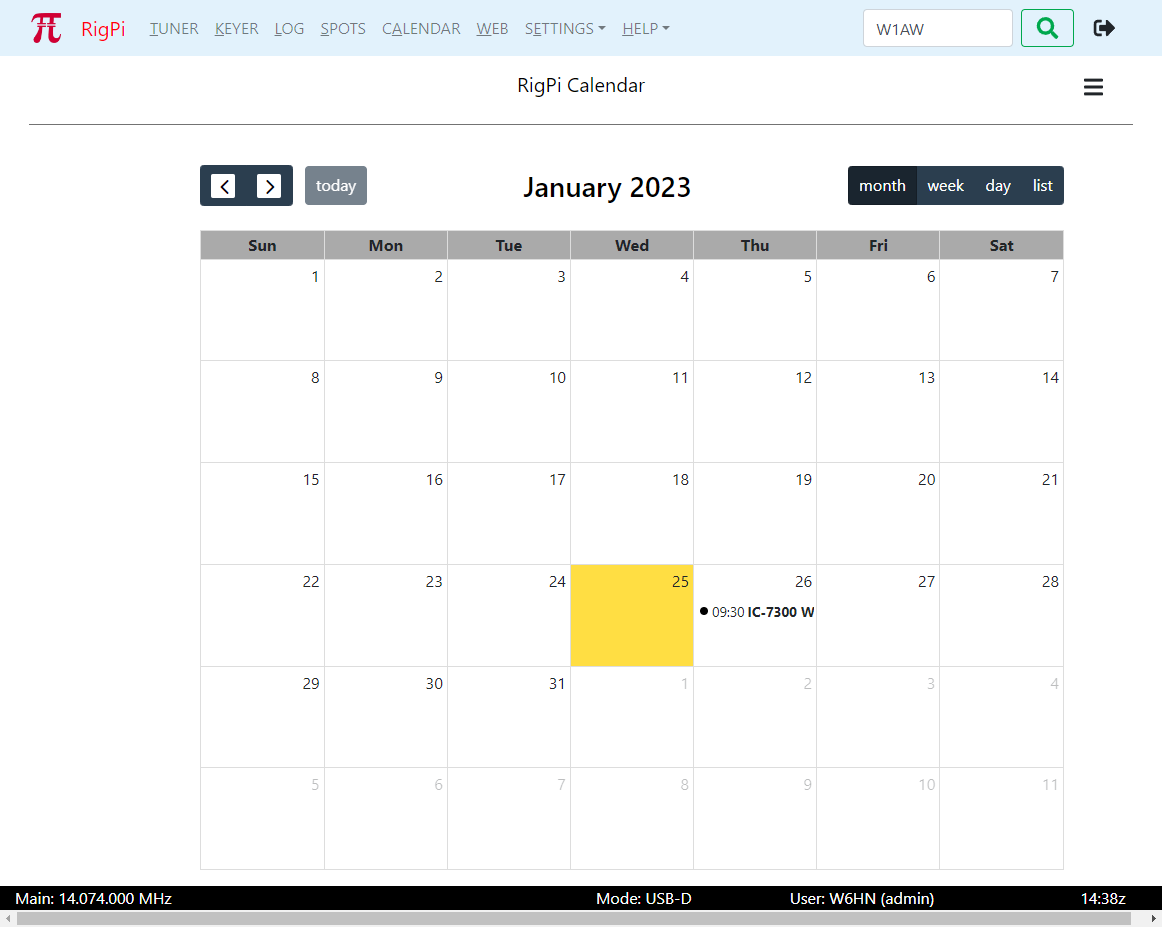 RigPi TUNER KEYER LOG SPOTS CALENDAR WEB SETTINGS HELP W1AW
RigPi Calendar
today January 2023 month week day list
Sun Mon Tue Wed Thu Fri Sat
1 2 3 4 5 6 7
8 9 10 11 12 13 14
15 16 17 18 19 20 21
22 23 24 25 26 27 28
09:30 IC-7300 W
29 30 31 1 2 3 4
5 6 7 8 9 10 11
Main: 14.074.000 MHz Mode: USB-D User: W6HN (admin) 14:38z